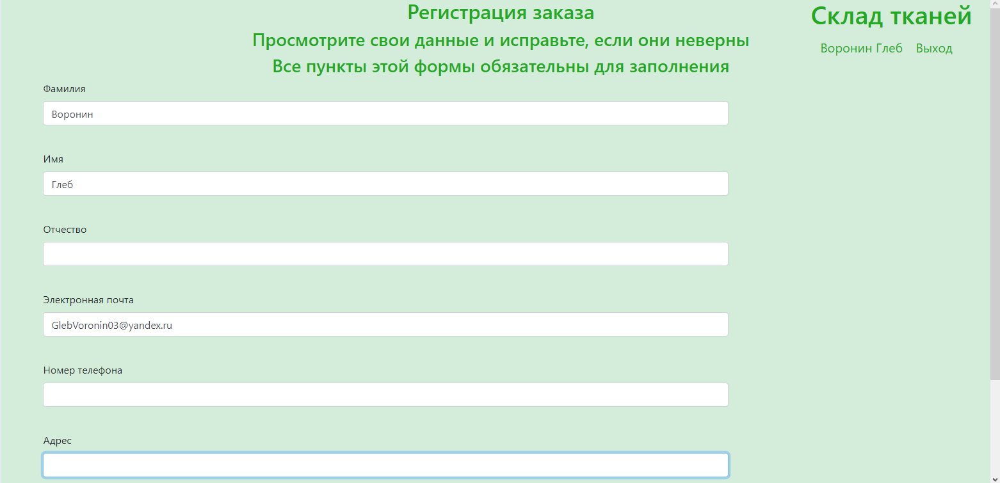 Регистрация заказа
Склад тканей
Просмотрите свои данные и исправьте, если они неверны
Воронин Глеб Выход
Все пункты этой формы обязательны для заполнения
Фамилия
Воронин
Имя
Глеб
Отчество
Электронная почта
GlebVoronin03@yandex.ru
Номер телефона
Адрес